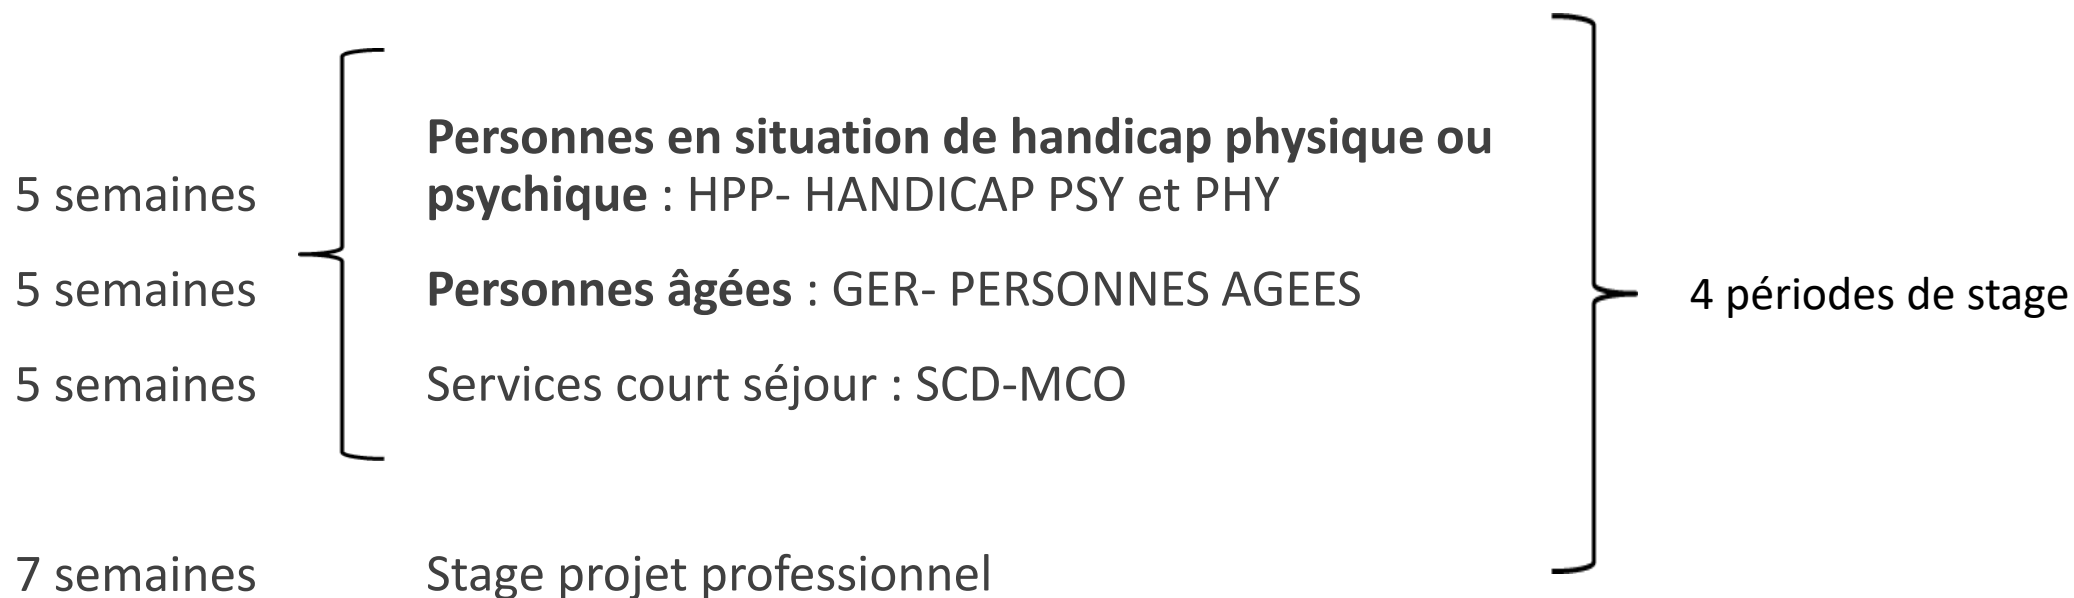 Personnes en situation de handicap physique ou
5 semaines psychique : HPP- HANDICAP PSY et PHY
5 semaines Personnes âgées : GER- PERSONNES AGEES
4 périodes de stage
5 semaines Services court séjour : SCD-MCO
7 semaines Stage projet professionnel